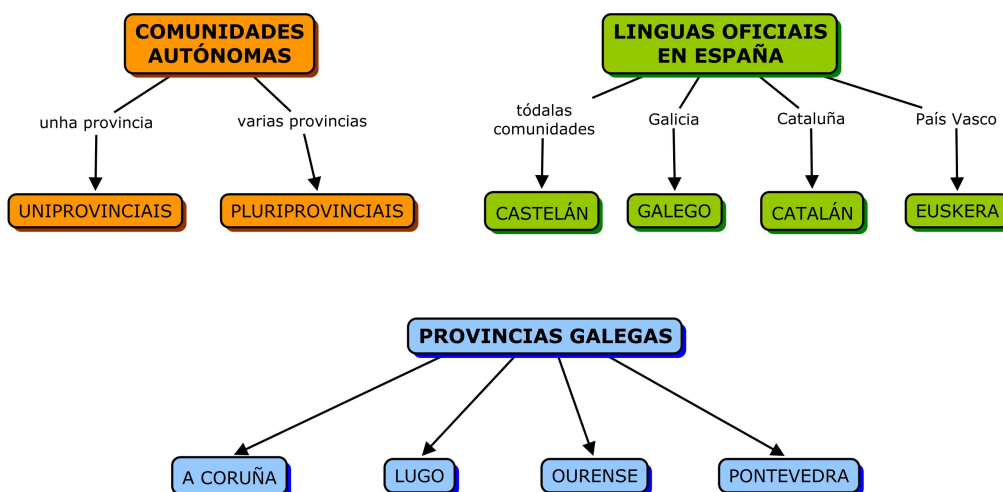 COMUNIDADES
AUTÓNOMAS
unha provincia
varias provincias
UNIPROVINCIAIS
PLURIPROVINCIAIS
LINGUAS OFICIAIS
EN ESPAÑA
tódalas
comunidades
Galicia
Cataluña
País Vasco
CASTELÁN
GALEGO
CATALÁN
EUSKERA
PROVINCIAS GALEGAS
A CORUÑA
LUGO
OURENSE
PONTEVEDRA